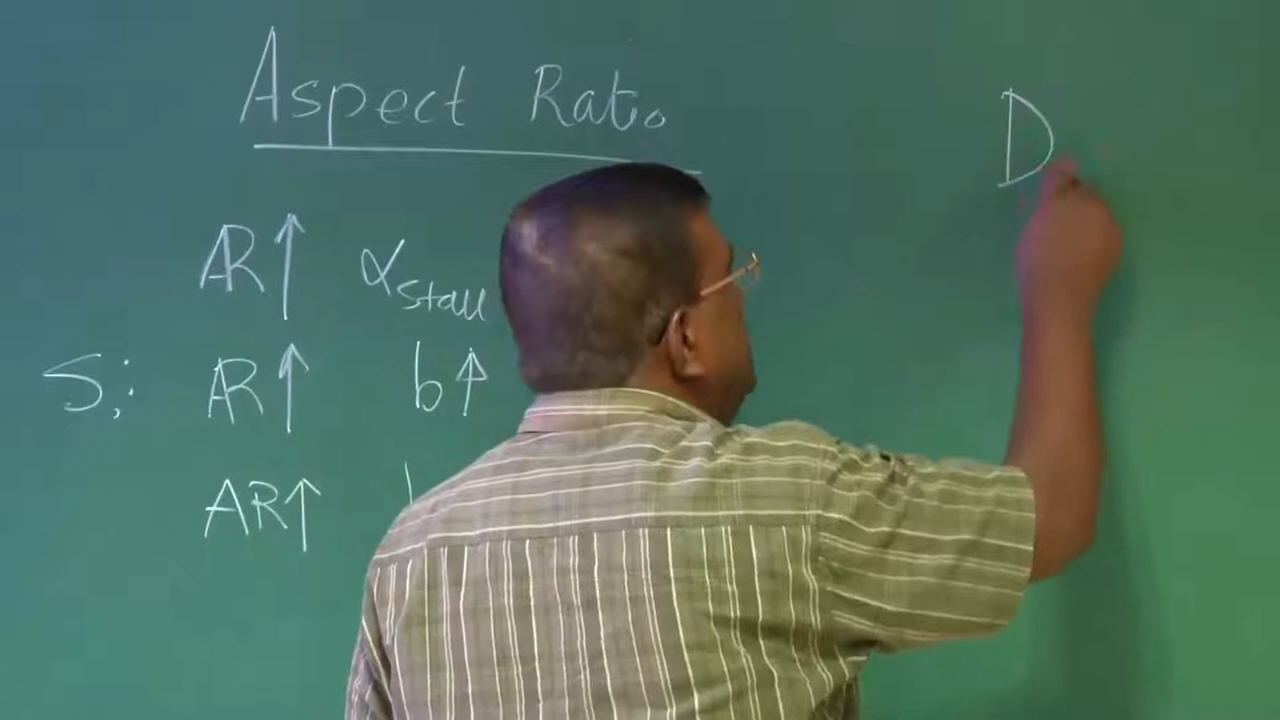 Aspect Ratio
D
AR↑ αstall
S; AR↑ b↑
AR↑